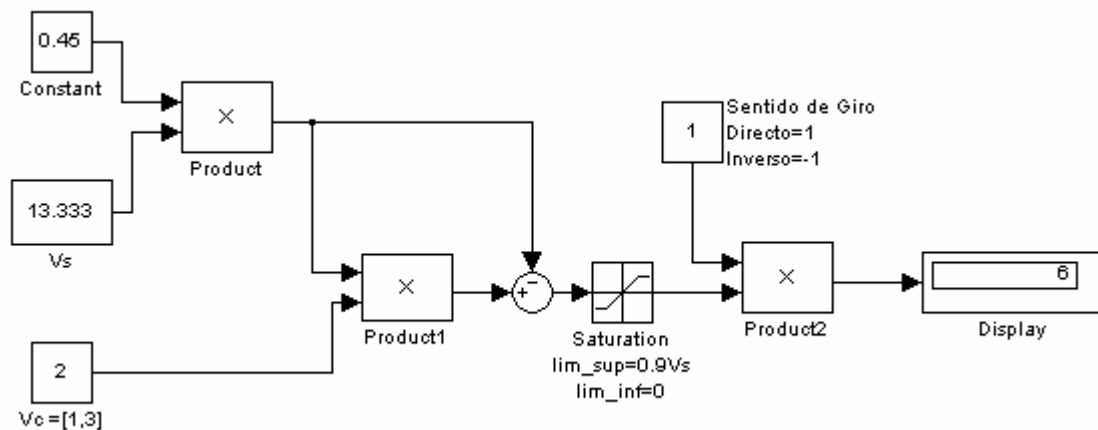 0.45
Constant
×
Product
13.333
Vs
1
Sentido de Giro
Directo=1
Inverso=-1
×
Product1
+
−
Saturation
lim_sup=0.9Vs
lim_inf=0
×
Product2
6
Display
2
Vc=[1,3]